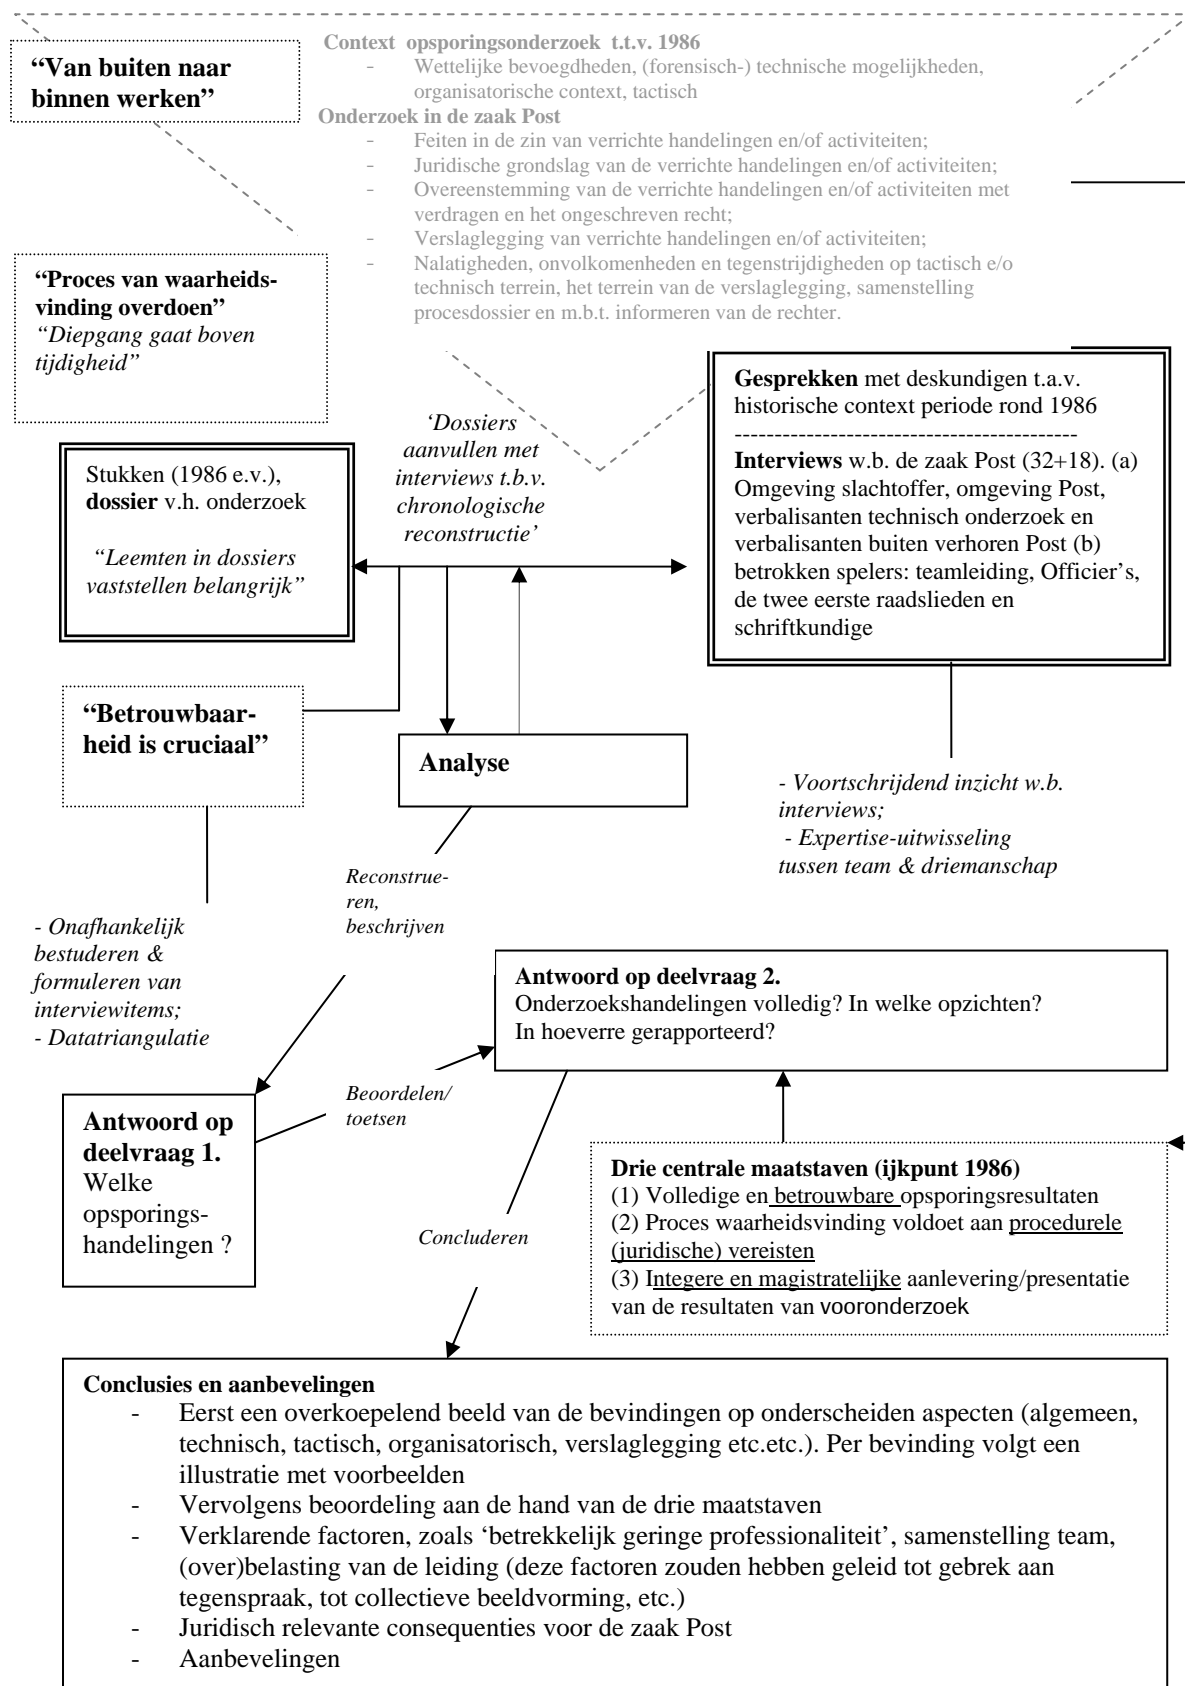 “Van buiten naar
binnen werken”
Context opsporingsonderzoek t.t.v. 1986
- Wettelijke bevoegdheden, (forensisch-) technische mogelijkheden,
organisatorische context, tactisch
Onderzoek in de zaak Post
- Feiten in de zin van verrichte handelingen en/of activiteiten;
- Juridische grondslag van de verrichte handelingen en/of activiteiten;
- Overeenstemming van de verrichte handelingen en/of activiteiten met
verdragen en het ongeschreven recht;
- Verslaglegging van verrichte handelingen en/of activiteiten;
- Nalatigheden, onvolkomenheden en tegenstrijdigheden op tactisch e/o
technisch terrein, het terrein van de verslaglegging, samenstelling
procesdossier en m.b.t. informeren van de rechter.
“Proces van waarheids-
vinding overdoen”
“Diepgang gaat boven
tijdigheid”
Stukken (1986 e.v.),
dossier v.h. onderzoek
“Leemten in dossiers
vaststellen belangrijk”
‘Dossiers
aanvullen met
interviews t.b.v.
chronologische
reconstructie’
Gesprekken met deskundigen t.a.v.
historische context periode rond 1986
-------------------------------------------
Interviews w.b. de zaak Post (32+18). (a)
Omgeving slachtoffer, omgeving Post,
verbalisanten technisch onderzoek en
verbalisanten buiten verhoren Post (b)
betrokken spelers: teamleiding, Officier’s,
de twee eerste raadslieden en
schriftkundige
“Betrouwbaar-
heid is cruciaal”
Analyse
- Voortschrijdend inzicht w.b.
interviews;
- Expertise-uitwisseling
tussen team & driemanschap
Reconstrue-
ren,
beschrijven
- Onafhankelijk
bestuderen &
formuleren van
interviewitems;
- Datatriangulatie
Antwoord op deelvraag 2.
Onderzoekshandelingen volledig? In welke opzichten?
In hoeverre gerapporteerd?
Beoordelen/
toetsen
Antwoord op
deelvraag 1.
Welke
opsporings-
handelingen ?
Drie centrale maatstaven (ijkpunt 1986)
(1) Volledige en betrouwbare opsporingsresultaten
(2) Proces waarheidsvinding voldoet aan procedurele
(juridische) vereisten
(3) Integere en magistratelijke aanlevering/presentatie
van de resultaten van vooronderzoek
Concluderen
Conclusies en aanbevelingen
- Eerst een overkoepelend beeld van de bevindingen op onderscheiden aspecten (algemeen,
technisch, tactisch, organisatorisch, verslaglegging etc.etc.). Per bevinding volgt een
illustratie met voorbeelden
- Vervolgens beoordeling aan de hand van de drie maatstaven
- Verklarende factoren, zoals ‘betrekkelijk geringe professionaliteit’, samenstelling team,
(over)belasting van de leiding (deze factoren zouden hebben geleid tot gebrek aan
tegenspraak, tot collectieve beeldvorming, etc.)
- Juridisch relevante consequenties voor de zaak Post
- Aanbevelingen